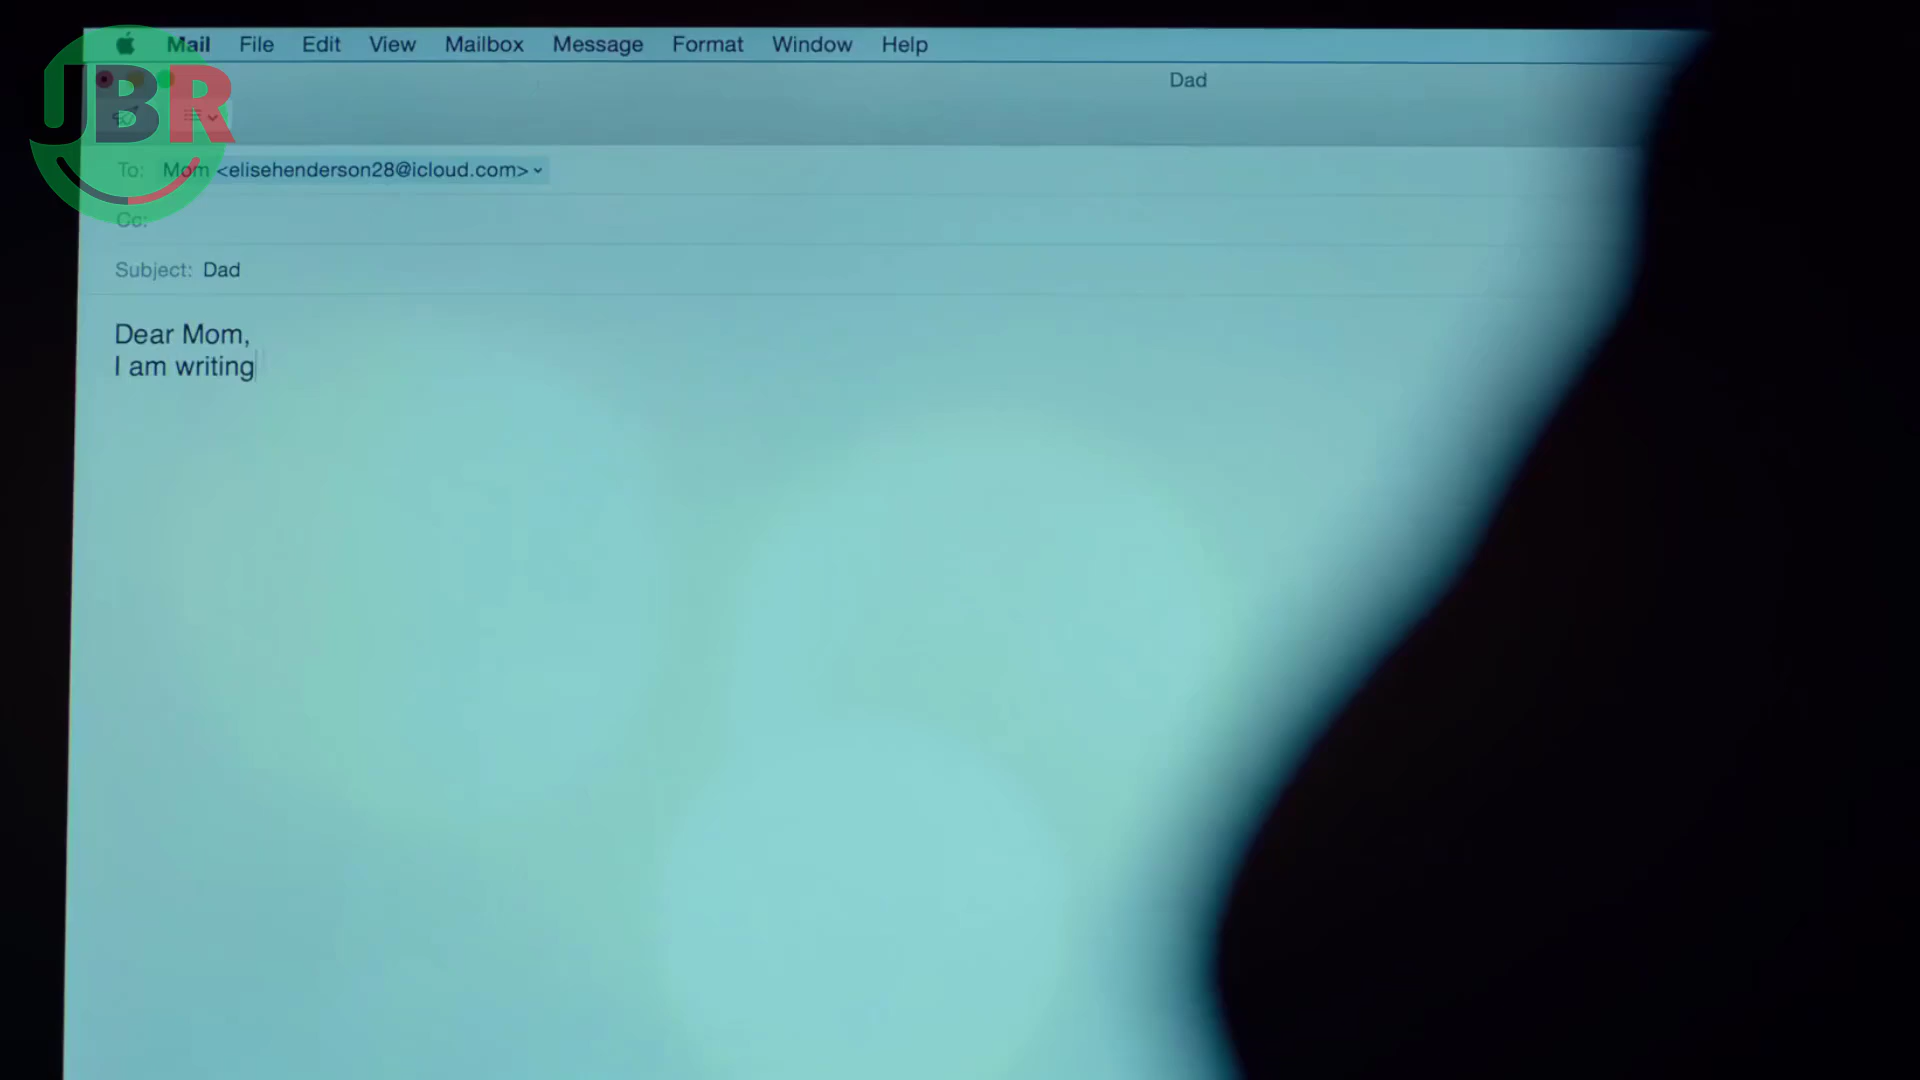 JBR
Mail File Edit View Mailbox Message Format Window Help
Dad
To: Mom <elisehenderson28@icloud.com>
Cc:
Subject: Dad
Dear Mom,
I am writing